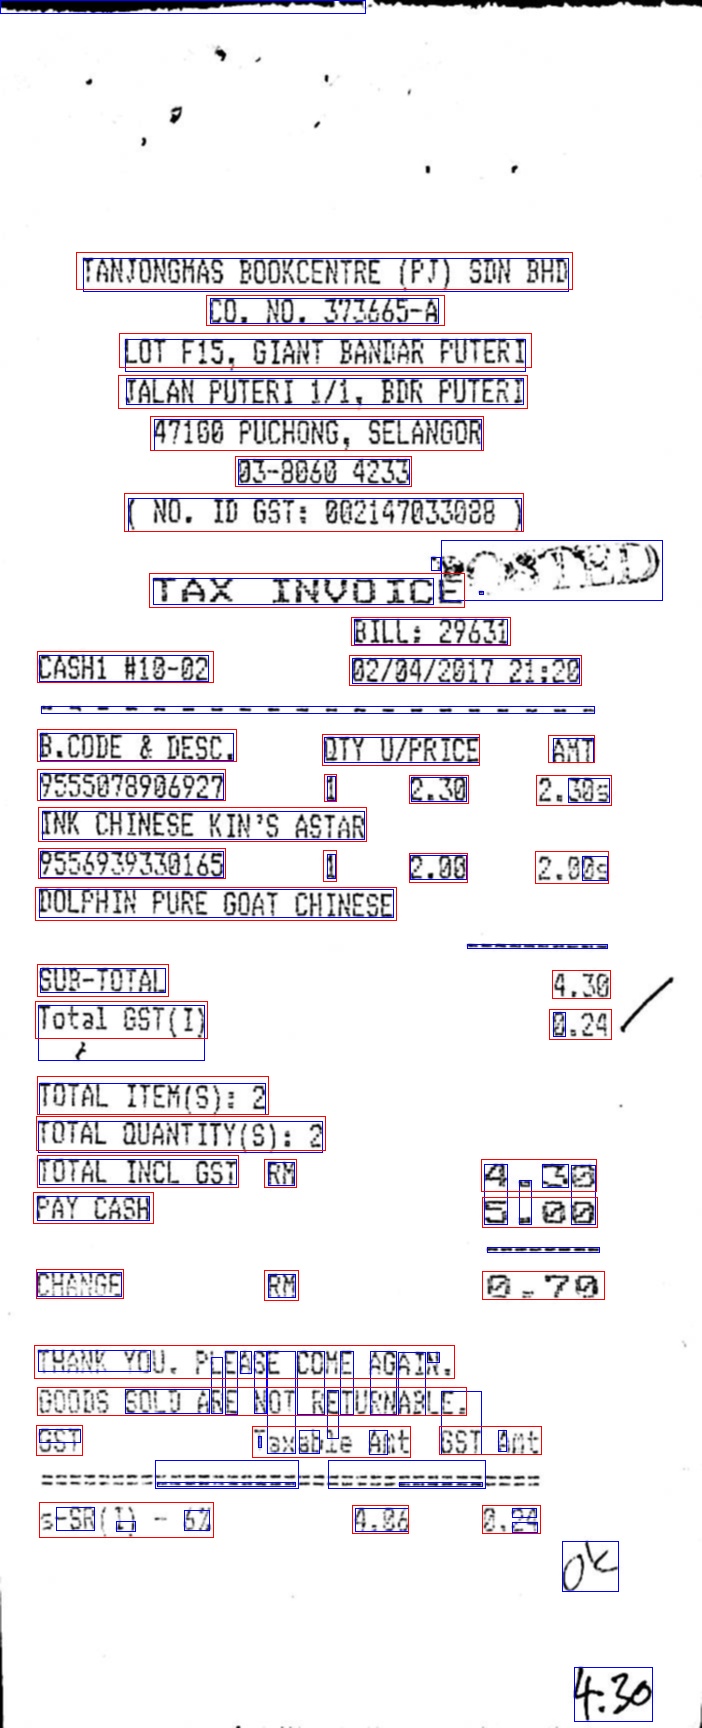 TANJONGMAS BOOKCENTRE (PJ) SDN BHD
CO. NO. 373665-A
LOT F15, GIANT BANDAR PUTERI
JALAN PUTERI 1/1, BDR PUTERI
47100 PUCHONG, SELANGOR
03-8060 4233
( NO. ID GST: 002147033088 )
POSTED
TAX INVOICE
BILL: 29631
CASH1 #10-02 02/04/2017 21:20
B.CODE & DESC. QTY U/PRICE AMT
9555078906927 1 2.30 2.30s
INK CHINESE KIN'S ASTAR
9556939330165 1 2.00 2.00s
DOLPHIN PURE GOAT CHINESE
SUB-TOTAL 4.30
Total GST(I) 0.24
TOTAL ITEM(S): 2
TOTAL QUANTITY(S): 2
TOTAL INCL GST RM 4.30
PAY CASH 5.00
CHANGE RM 0.70
THANK YOU. PLEASE COME AGAIN.
GOODS SOLD ARE NOT RETURNABLE.
GST Taxable Amt GST Amt
=========================================
s-SR(I) - 6% 4.06 0.24
OK
4.30